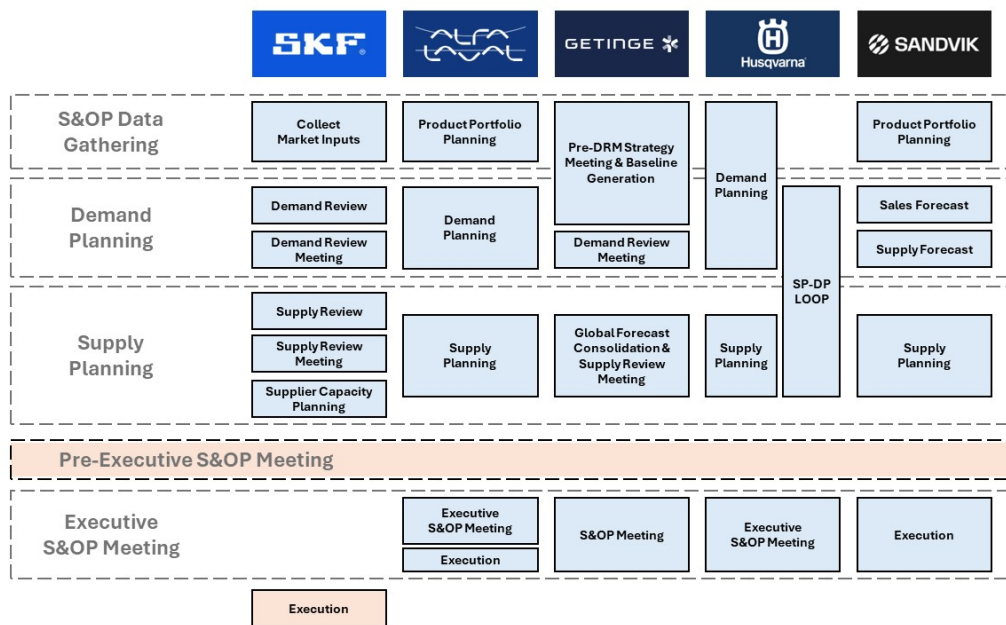 SKF®
ALFA
LAVAL
GETINGE
Husqvarna
SANDVIK
S&OP Data
Gathering
Collect
Market Inputs
Product Portfolio
Planning
Pre-DRM Strategy
Meeting & Baseline
Generation
Demand
Planning
Product Portfolio
Planning
Demand
Planning
Demand Review
Demand Review
Meeting
Demand
Planning
Demand Review
Meeting
SP-DP
LOOP
Sales Forecast
Supply Forecast
Supply
Planning
Supply Review
Supply Review
Meeting
Supplier Capacity
Planning
Supply
Planning
Global Forecast
Consolidation &
Supply Review
Meeting
Supply
Planning
Supply
Planning
Pre-Executive S&OP Meeting
Executive
S&OP Meeting
Executive
S&OP Meeting
Execution
S&OP Meeting
Executive
S&OP Meeting
Execution
Execution